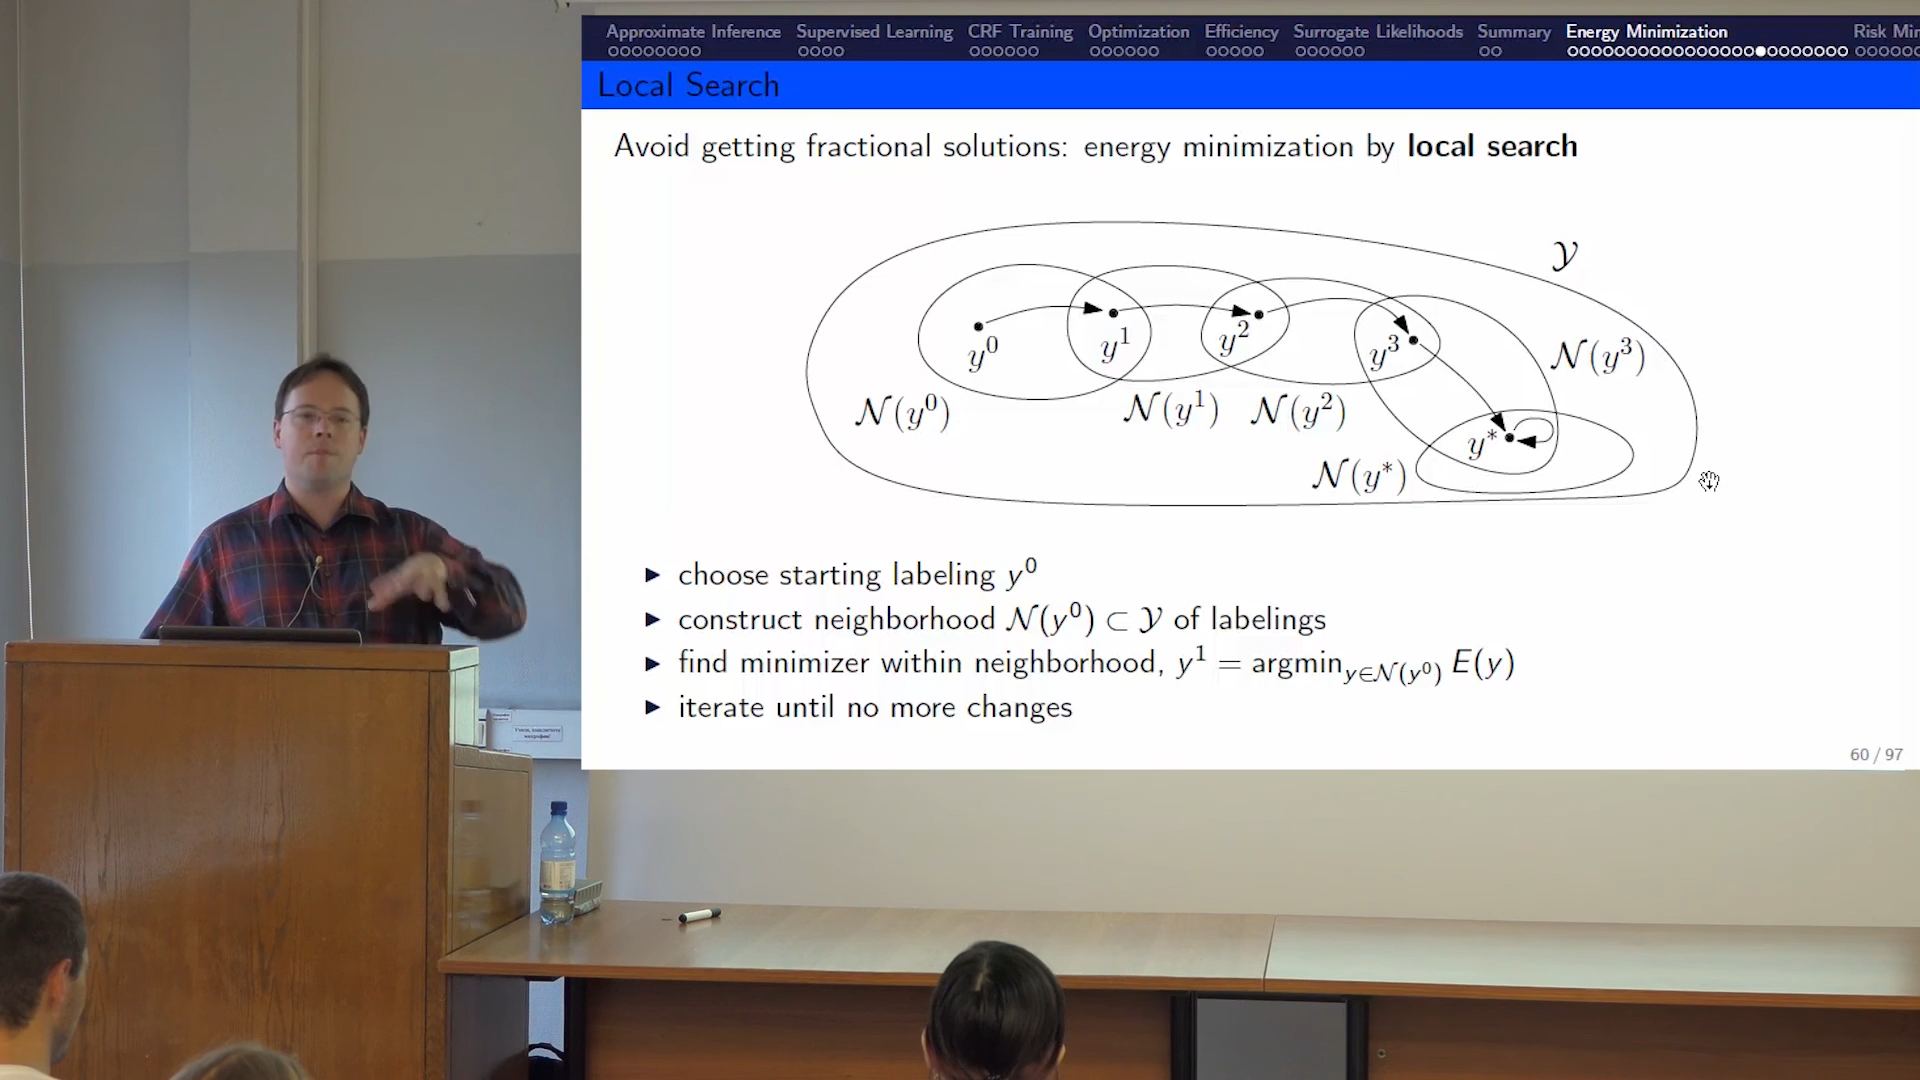 Approximate Inference Supervised Learning CRF Training Optimization Efficiency Surrogate Likelihoods Summary Energy Minimization Risk Min
Local Search
Avoid getting fractional solutions: energy minimization by local search
𝒴
y⁰ y¹ y² y³ y*
𝒩(y⁰) 𝒩(y¹) 𝒩(y²) 𝒩(y³)
𝒩(y*)
▶ choose starting labeling y⁰
▶ construct neighborhood 𝒩(y⁰) ⊂ 𝒴 of labelings
▶ find minimizer within neighborhood, y¹ = argmin_{y∈𝒩(y⁰)} E(y)
▶ iterate until no more changes
60 / 97